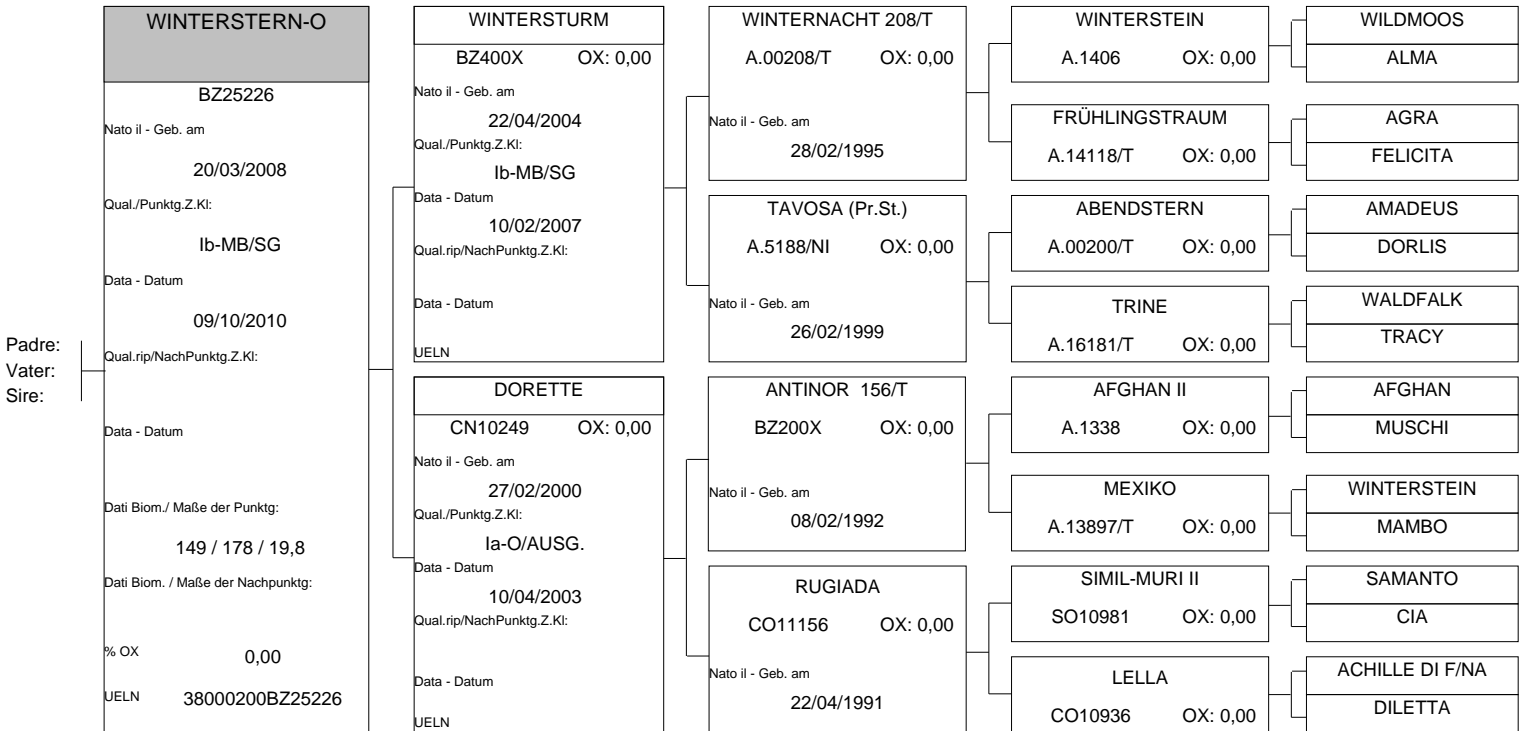 Padre:
Vater:
Sire:
WINTERSTERN-O
BZ25226
Nato il - Geb. am
20/03/2008
Qual./Punktg.Z.Kl:
Ib-MB/SG
Data - Datum
09/10/2010
Qual.rip/NachPunktg.Z.Kl:
Data - Datum
Dati Biom./ Maße der Punktg:
149 / 178 / 19,8
Dati Biom. / Maße der Nachpunktg:
% OX 0,00
UELN 38000200BZ25226
WINTERSTURM
BZ400X OX: 0,00
Nato il - Geb. am
22/04/2004
Qual./Punktg.Z.Kl:
Ib-MB/SG
Data - Datum
10/02/2007
Qual.rip/NachPunktg.Z.Kl:
Data - Datum
UELN
DORETTE
CN10249 OX: 0,00
Nato il - Geb. am
27/02/2000
Qual./Punktg.Z.Kl:
Ia-O/AUSG.
Data - Datum
10/04/2003
Qual.rip/NachPunktg.Z.Kl:
Data - Datum
UELN
WINTERNACHT 208/T
A.00208/T OX: 0,00
Nato il - Geb. am
28/02/1995
TAVOSA (Pr.St.)
A.5188/NI OX: 0,00
Nato il - Geb. am
26/02/1999
ANTINOR 156/T
BZ200X OX: 0,00
Nato il - Geb. am
08/02/1992
RUGIADA
CO11156 OX: 0,00
Nato il - Geb. am
22/04/1991
WINTERSTEIN
A.1406 OX: 0,00
FRÜHLINGSTRAUM
A.14118/T OX: 0,00
ABENDSTERN
A.00200/T OX: 0,00
TRINE
A.16181/T OX: 0,00
AFGHAN II
A.1338 OX: 0,00
MEXIKO
A.13897/T OX: 0,00
SIMIL-MURI II
SO10981 OX: 0,00
LELLA
CO10936 OX: 0,00
WILDMOOS
ALMA
AGRA
FELICITA
AMADEUS
DORLIS
WALDFALK
TRACY
AFGHAN
MUSCHI
WINTERSTEIN
MAMBO
SAMANTO
CIA
ACHILLE DI F/NA
DILETTA